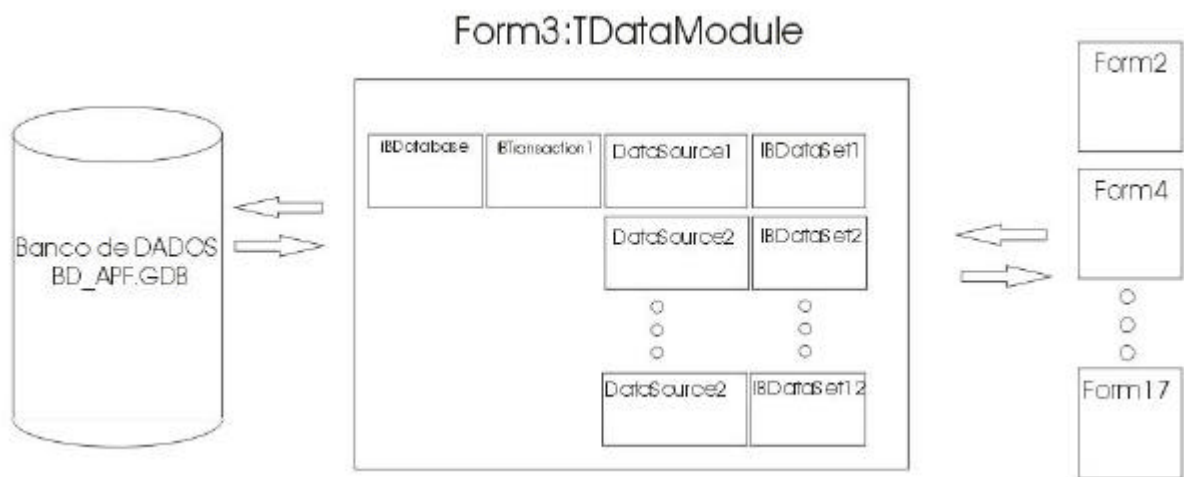 Form3:TDataModule
Banco de DADOS
BD_APF.GDB
IBDatabase
IBTransaction1
DataSource1
IBDataSet1
DataSource2
IBDataSet2
DataSource2
IBDataSet12
Form2
Form4
Form17